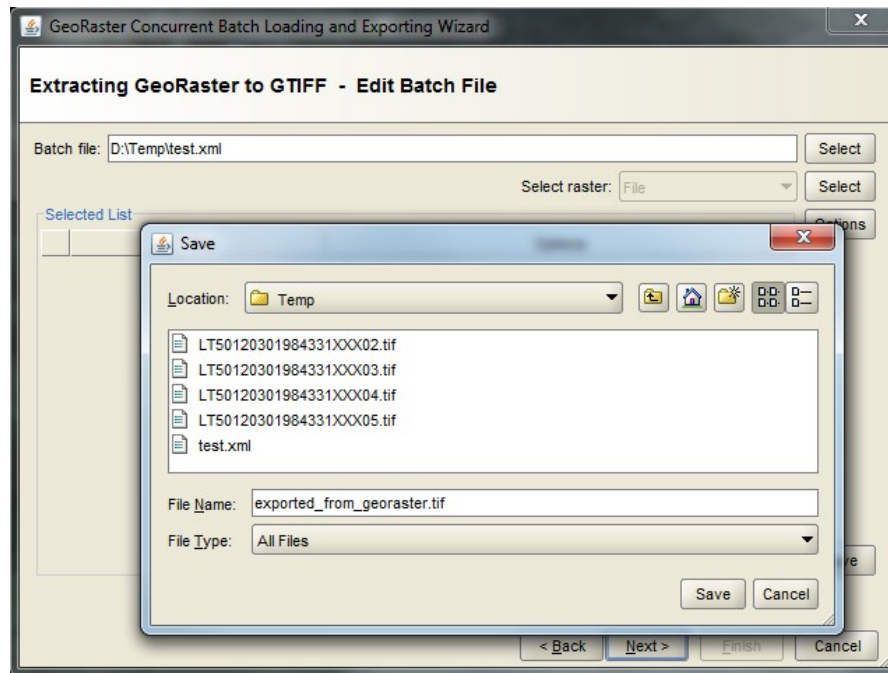 GeoRaster Concurrent Batch Loading and Exporting Wizard
Extracting GeoRaster to GTIFF - Edit Batch File
Batch file: D:\Temp\test.xml Select
Select raster: File Select
Selected List
Save
Location: Temp
LT50120301984331XXX02.tif
LT50120301984331XXX03.tif
LT50120301984331XXX04.tif
LT50120301984331XXX05.tif
test.xml
File Name: exported_from_georaster.tif
File Type: All Files
Save Cancel
< Back Next > Finish Cancel